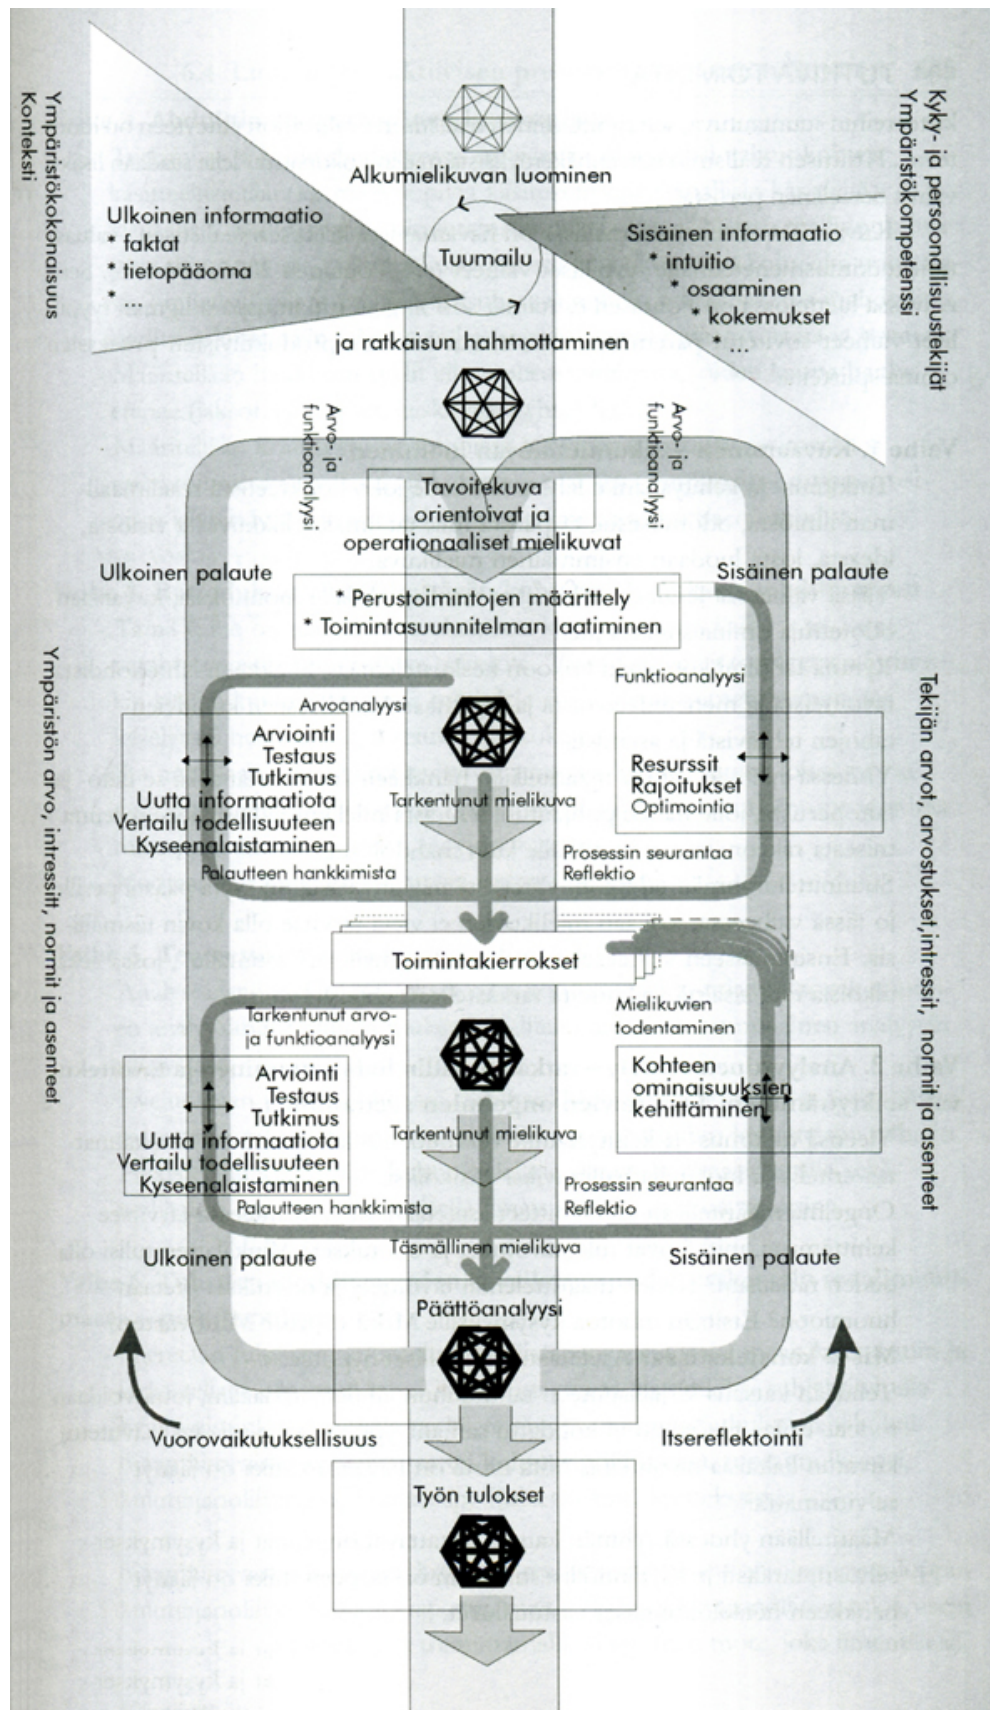 Ympäristökokonaisuus
Konteksti
Kyky- ja persoonallisuustekijät
Ympäristökompetenssi
Alkumielikuvan luominen
Ulkoinen informaatio
* faktat
* tietopääoma
...
Tuumailu
Sisäinen informaatio
* intuitio
* osaaminen
* kokemukset
* ...
ja ratkaisun hahmottaminen
Arvo- ja
funktioanalyysi
Arvo- ja
funktioanalyysi
Tavoitekuva
orientoivat ja
operationaaliset mielikuvat
Ulkoinen palaute
Sisäinen palaute
* Perustoimintojen määrittely
* Toimintasuunnitelman laatiminen
Ympäristön arvo, intressitt, normit ja asenteet
Tekijän arvot, arvostukset,intressit, normit ja asenteet
Arvoanalyysi
Funktioanalyysi
Arviointi
Testaus
Tutkimus
Uutta informaatiota
Vertailu todellisuuteen
Kyseenalaistaminen
Resurssit
Rajoitukset
Optimointia
Tarkentunut mielikuva
Palautteen hankkimista
Prosessin seurantaa
Reflektio
Toimintakierrokset
Tarkentunut arvo-
ja funktioanalyysi
Mielikuvien
todentaminen
Arviointi
Testaus
Tutkimus
Uutta informaatiota
Vertailu todellisuuteen
Kyseenalaistaminen
Kohteen
ominaisuuksien
kehittäminen
Tarkentunut mielikuva
Palautteen hankkimista
Prosessin seurantaa
Reflektio
Täsmällinen mielikuva
Ulkoinen palaute
Sisäinen palaute
Päättöanalyysi
Vuorovaikutuksellisuus
Itsereflektointi
Työn tulokset